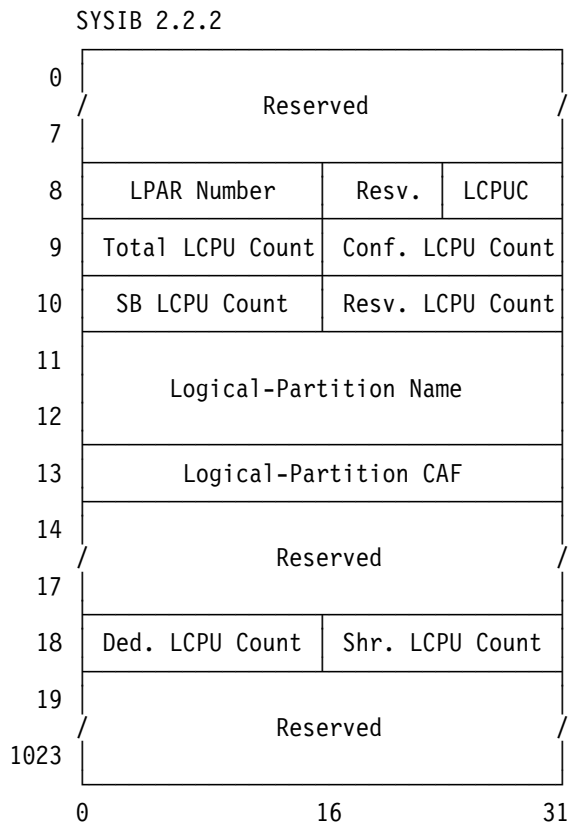 SYSIB 2.2.2
0
/ Reserved /
7
8 LPAR Number Resv. LCPUC
9 Total LCPU Count Conf. LCPU Count
10 SB LCPU Count Resv. LCPU Count
11
Logical-Partition Name
12
13 Logical-Partition CAF
14
/ Reserved /
17
18 Ded. LCPU Count Shr. LCPU Count
19
/ Reserved /
1023
0 16 31